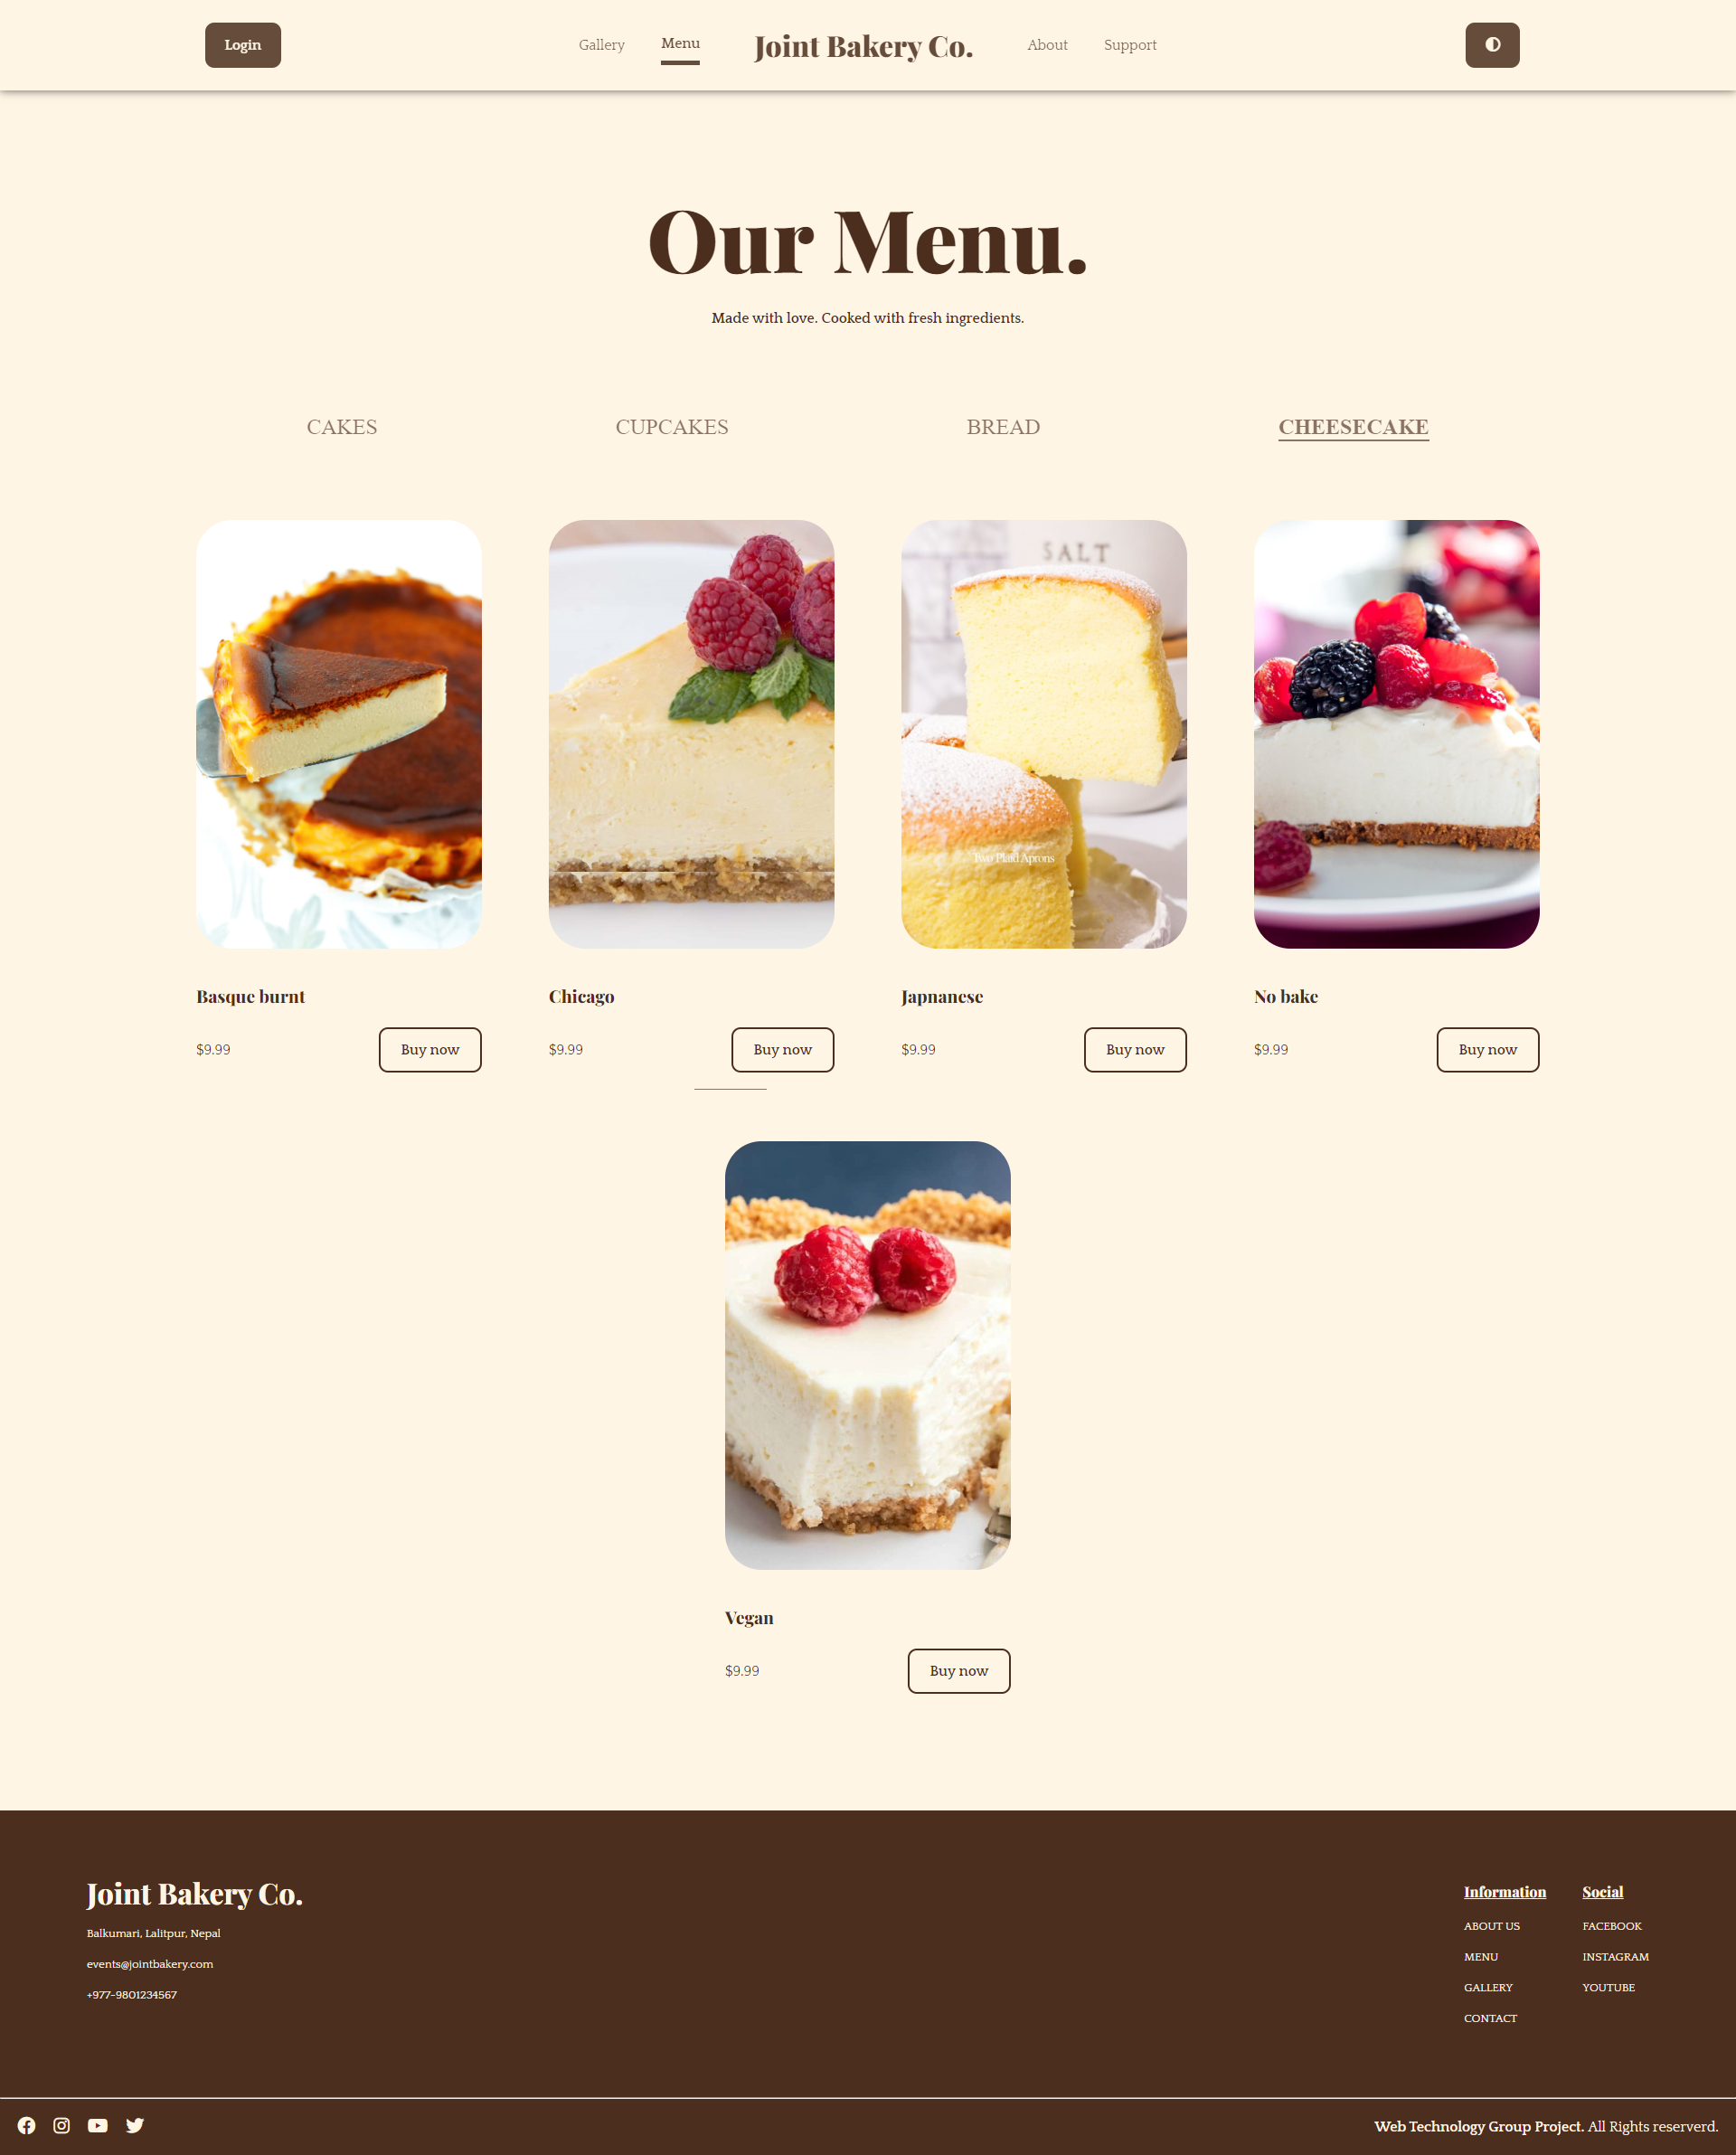 Login
Gallery
Menu
Joint Bakery Co.
About
Support
Our Menu.
Made with love. Cooked with fresh ingredients.
CAKES
CUPCAKES
BREAD
CHEESECAKE
SALT
Two Plaid Aprons
Basque burnt
Chicago
Japnanese
No bake
$9.99
Buy now
$9.99
Buy now
$9.99
Buy now
$9.99
Buy now
Vegan
$9.99
Buy now
Joint Bakery Co.
Balkumari, Lalitpur, Nepal
events@jointbakery.com
+977-9801234567
Information
ABOUT US
MENU
GALLERY
CONTACT
Social
FACEBOOK
INSTAGRAM
YOUTUBE
Web Technology Group Project. All Rights reserverd.